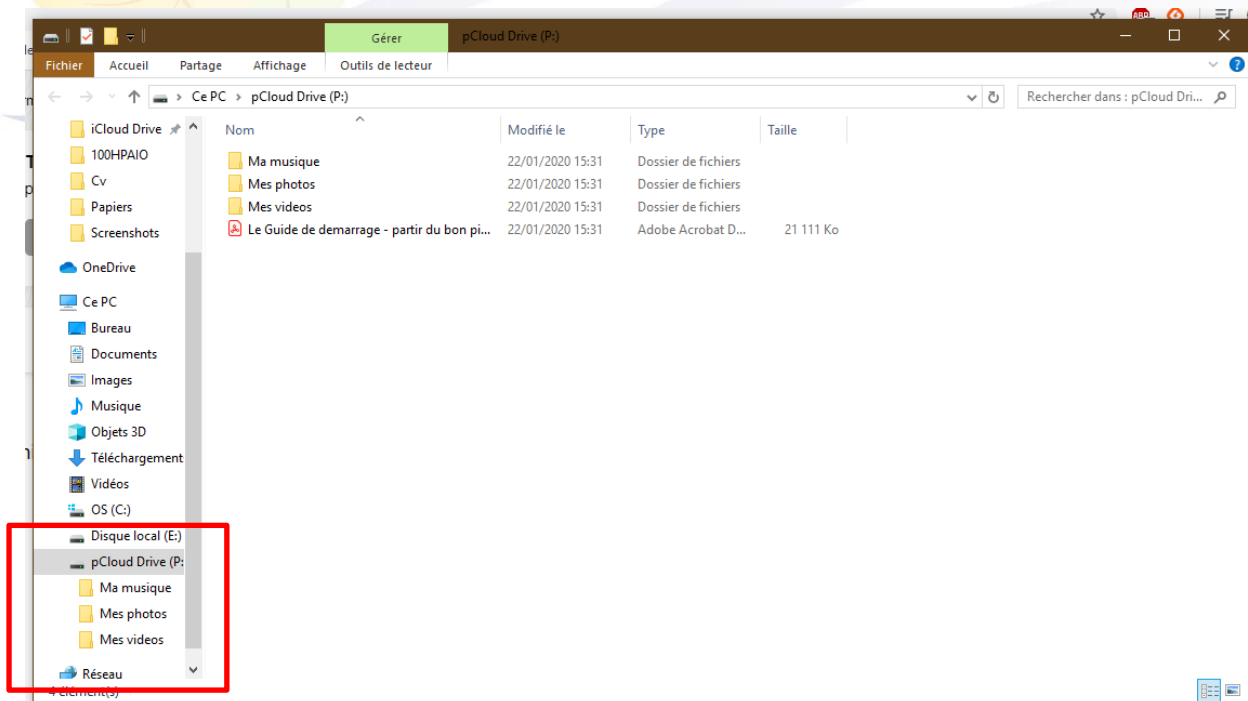 ABP
Gérer
pCloud Drive (P:)
Fichier Accueil Partage Affichage Outils de lecteur
Ce PC > pCloud Drive (P:)
Rechercher dans : pCloud Dri...
iCloud Drive
100HPAIO
Cv
Papiers
Screenshots
OneDrive
Ce PC
Bureau
Documents
Images
Musique
Objets 3D
Téléchargement
Vidéos
OS (C:)
Disque local (E:)
pCloud Drive (P:
Ma musique
Mes photos
Mes videos
Réseau
4 élément(s)
Nom Modifié le Type Taille
Ma musique 22/01/2020 15:31 Dossier de fichiers
Mes photos 22/01/2020 15:31 Dossier de fichiers
Mes videos 22/01/2020 15:31 Dossier de fichiers
Le Guide de demarrage - partir du bon pi... 22/01/2020 15:31 Adobe Acrobat D... 21 111 Ko